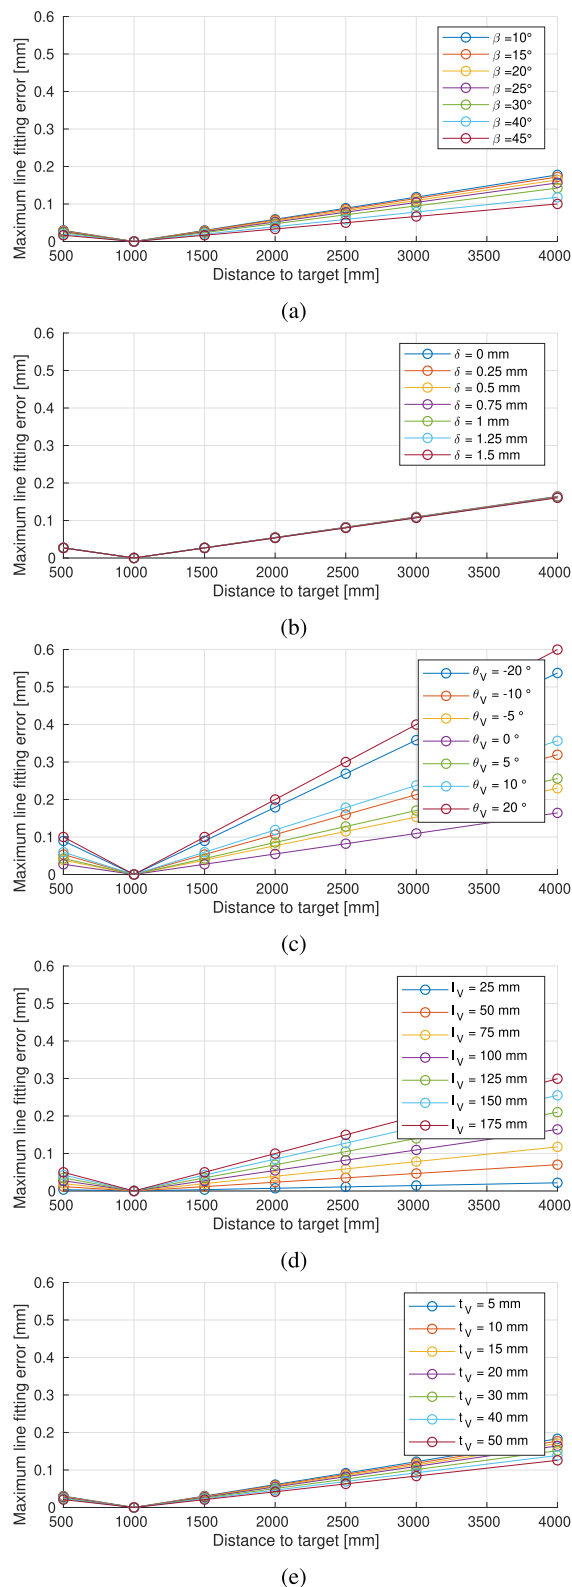 0.6
0.5
0.4
0.3
0.2
0.1
0
Maximum line fitting error [mm]
β =10°
β =15°
β =20°
β =25°
β =30°
β =40°
β =45°
500 1000 1500 2000 2500 3000 3500 4000
Distance to target [mm]
(a)
0.6
0.5
0.4
0.3
0.2
0.1
0
Maximum line fitting error [mm]
δ = 0 mm
δ = 0.25 mm
δ = 0.5 mm
δ = 0.75 mm
δ = 1 mm
δ = 1.25 mm
δ = 1.5 mm
500 1000 1500 2000 2500 3000 3500 4000
Distance to target [mm]
(b)
0.6
0.5
0.4
0.3
0.2
0.1
0
Maximum line fitting error [mm]
θV = -20 °
θV = -10 °
θV = -5 °
θV = 0 °
θV = 5 °
θV = 10 °
θV = 20 °
500 1000 1500 2000 2500 3000 3500 4000
Distance to target [mm]
(c)
0.6
0.5
0.4
0.3
0.2
0.1
0
Maximum line fitting error [mm]
lV = 25 mm
lV = 50 mm
lV = 75 mm
lV = 100 mm
lV = 125 mm
lV = 150 mm
lV = 175 mm
500 1000 1500 2000 2500 3000 3500 4000
Distance to target [mm]
(d)
0.6
0.5
0.4
0.3
0.2
0.1
0
Maximum line fitting error [mm]
tV = 5 mm
tV = 10 mm
tV = 15 mm
tV = 20 mm
tV = 30 mm
tV = 40 mm
tV = 50 mm
500 1000 1500 2000 2500 3000 3500 4000
Distance to target [mm]
(e)